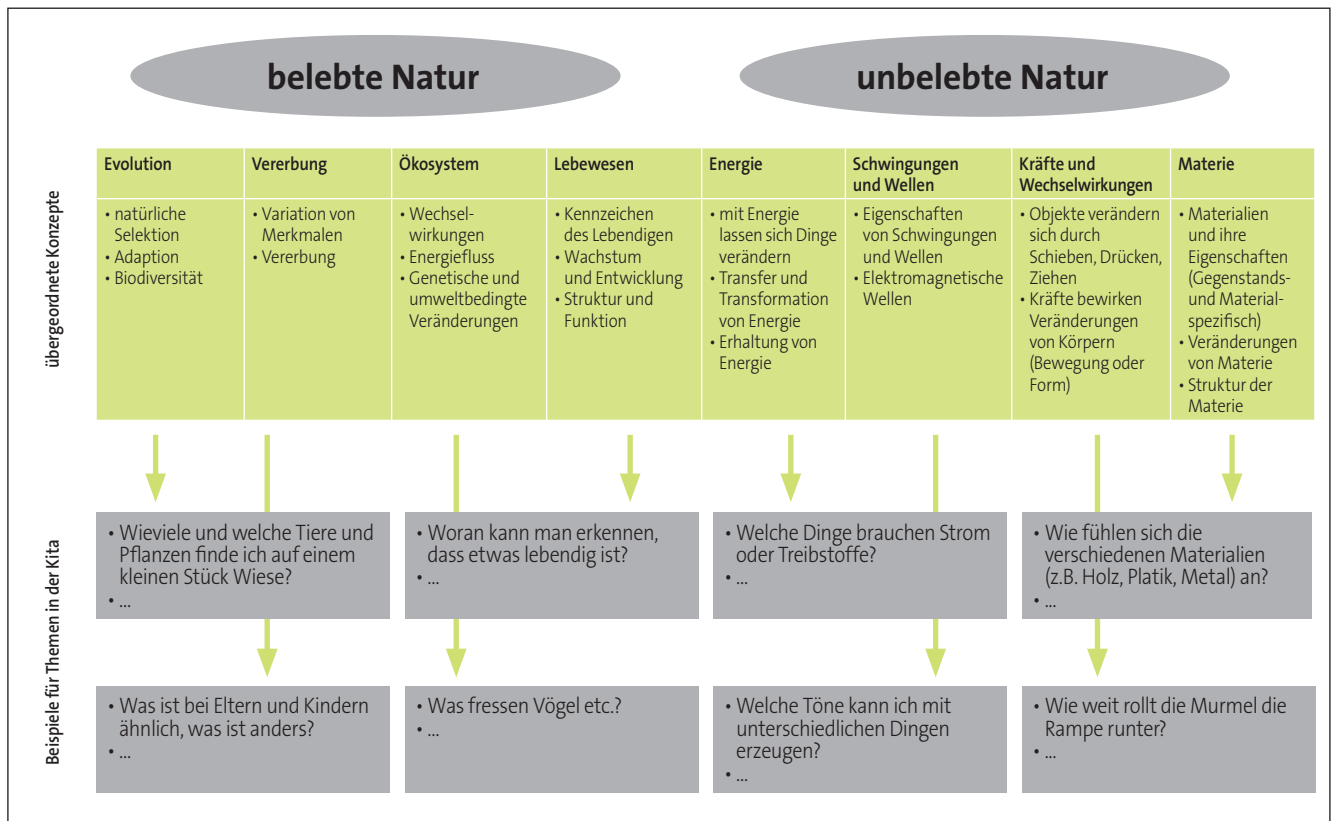 belebte Natur
unbelebte Natur
übergeordnete Konzepte
Evolution
• natürliche
Selektion
• Adaption
• Biodiversität
Vererbung
• Variation von
Merkmalen
• Vererbung
Ökosystem
• Wechsel-
wirkungen
• Energiefluss
• Genetische und
umweltbedingte
Veränderungen
Lebewesen
• Kennzeichen
des Lebendigen
• Wachstum
und Entwicklung
• Struktur und
Funktion
Energie
• mit Energie
lassen sich Dinge
verändern
• Transfer und
Transformation
von Energie
• Erhaltung von
Energie
Schwingungen
und Wellen
• Eigenschaften
von Schwingungen
und Wellen
• Elektromagnetische
Wellen
Kräfte und
Wechselwirkungen
• Objekte verändern
sich durch
Schieben, Drücken,
Ziehen
• Kräfte bewirken
Veränderungen
von Körpern
(Bewegung oder
Form)
Materie
• Materialien
und ihre
Eigenschaften
(Gegenstands-
und Material-
spezifisch)
• Veränderungen
von Materie
• Struktur der
Materie
Beispiele für Themen in der Kita
• Wieviele und welche Tiere und
Pflanzen finde ich auf einem
kleinen Stück Wiese?
• ...
• Woran kann man erkennen,
dass etwas lebendig ist?
• ...
• Welche Dinge brauchen Strom
oder Treibstoffe?
• ...
• Wie fühlen sich die
verschiedenen Materialien
(z.B. Holz, Platik, Metal) an?
• ...
• Was ist bei Eltern und Kindern
ähnlich, was ist anders?
• ...
• Was fressen Vögel etc.?
• ...
• Welche Töne kann ich mit
unterschiedlichen Dingen
erzeugen?
• ...
• Wie weit rollt die Murmel die
Rampe runter?
• ...